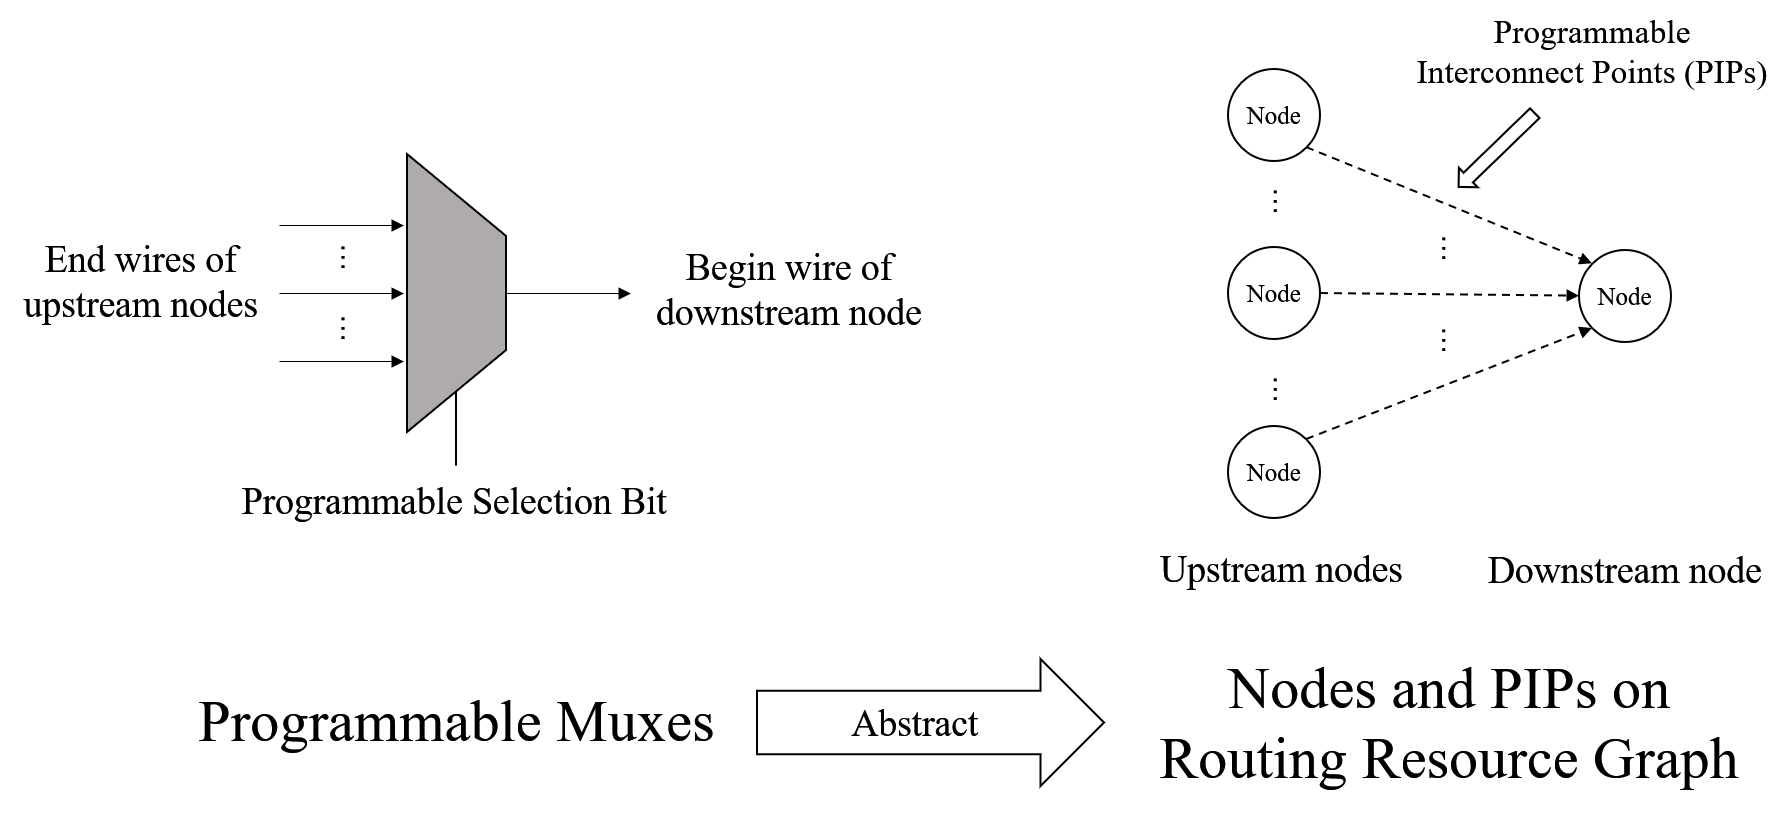 End wires of
upstream nodes
⋮
⋮
Begin wire of
downstream node
Programmable Selection Bit
Programmable
Interconnect Points (PIPs)
Node
⋮
⋮
Node
Node
⋮
⋮
Node
Upstream nodes
Downstream node
Programmable Muxes
Abstract
Nodes and PIPs on
Routing Resource Graph